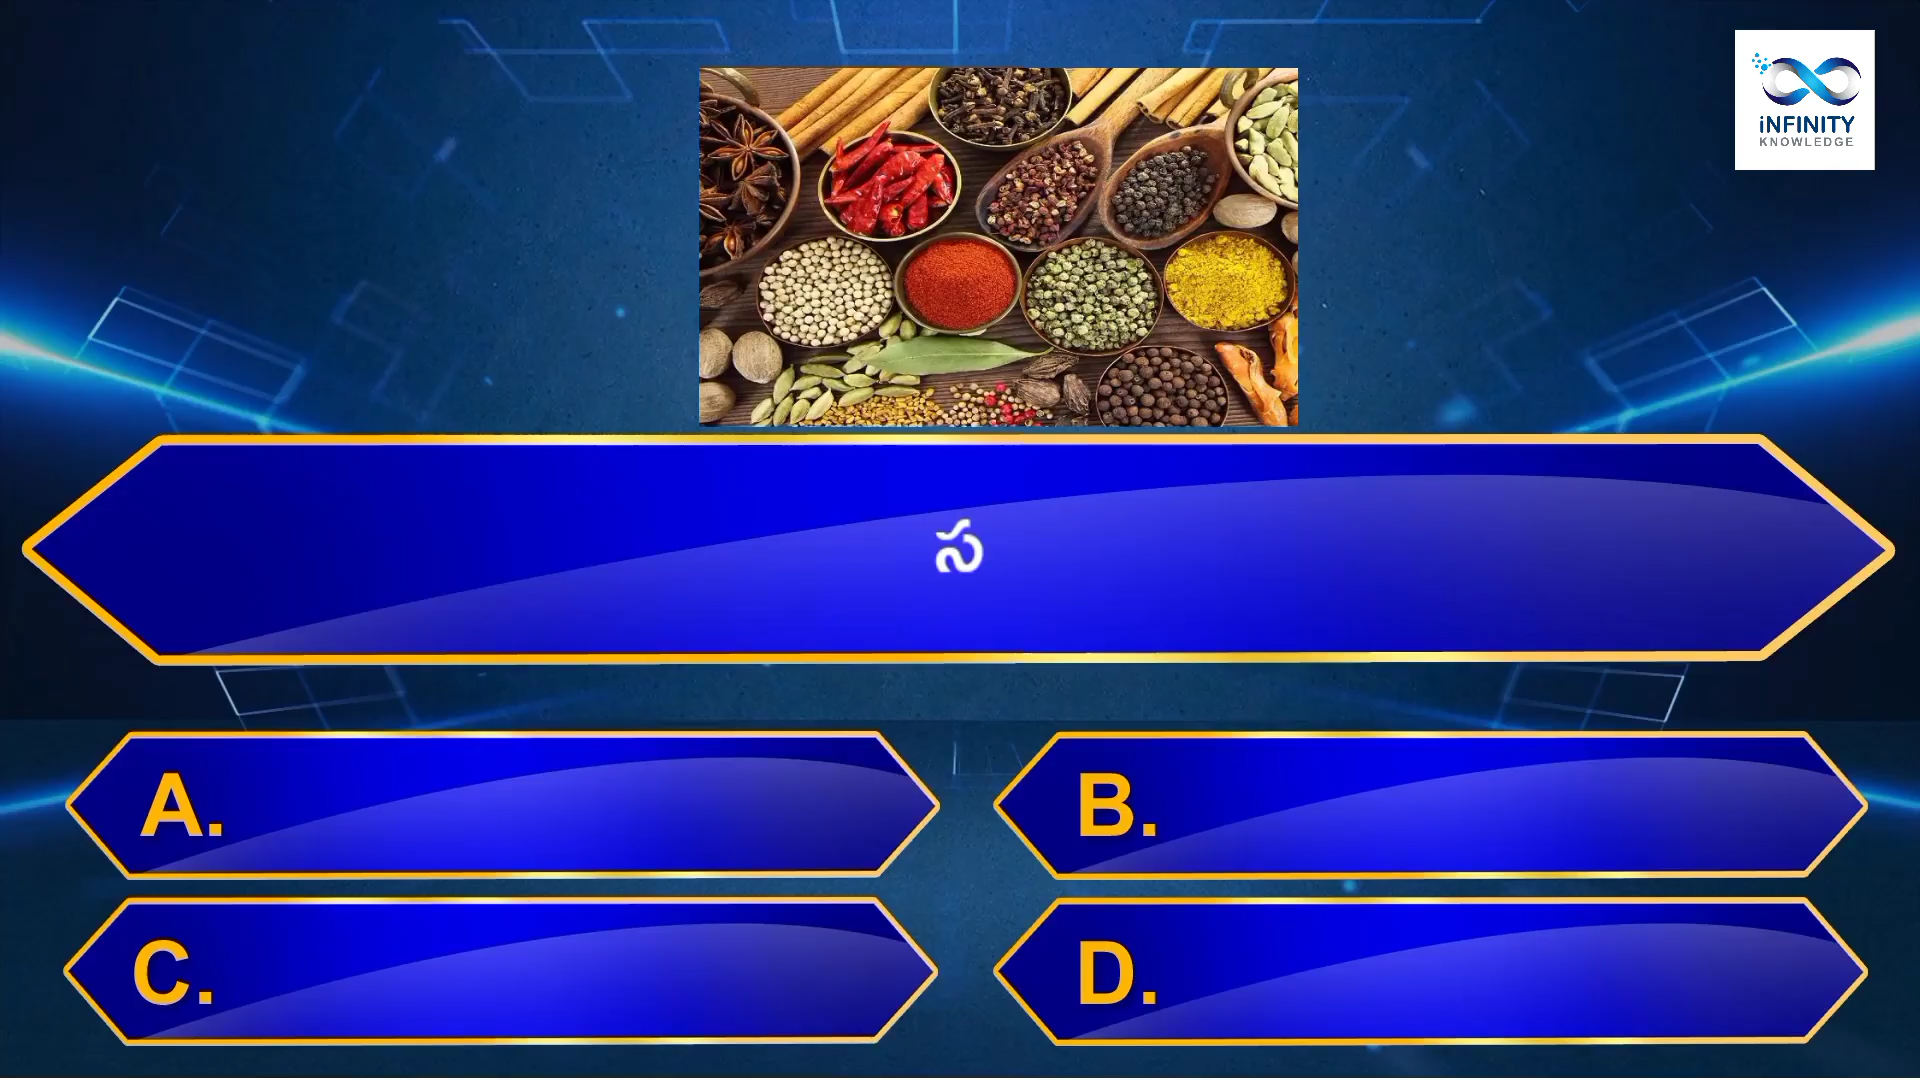 iNFINITY
KNOWLEDGE
స
A.
B.
C.
D.